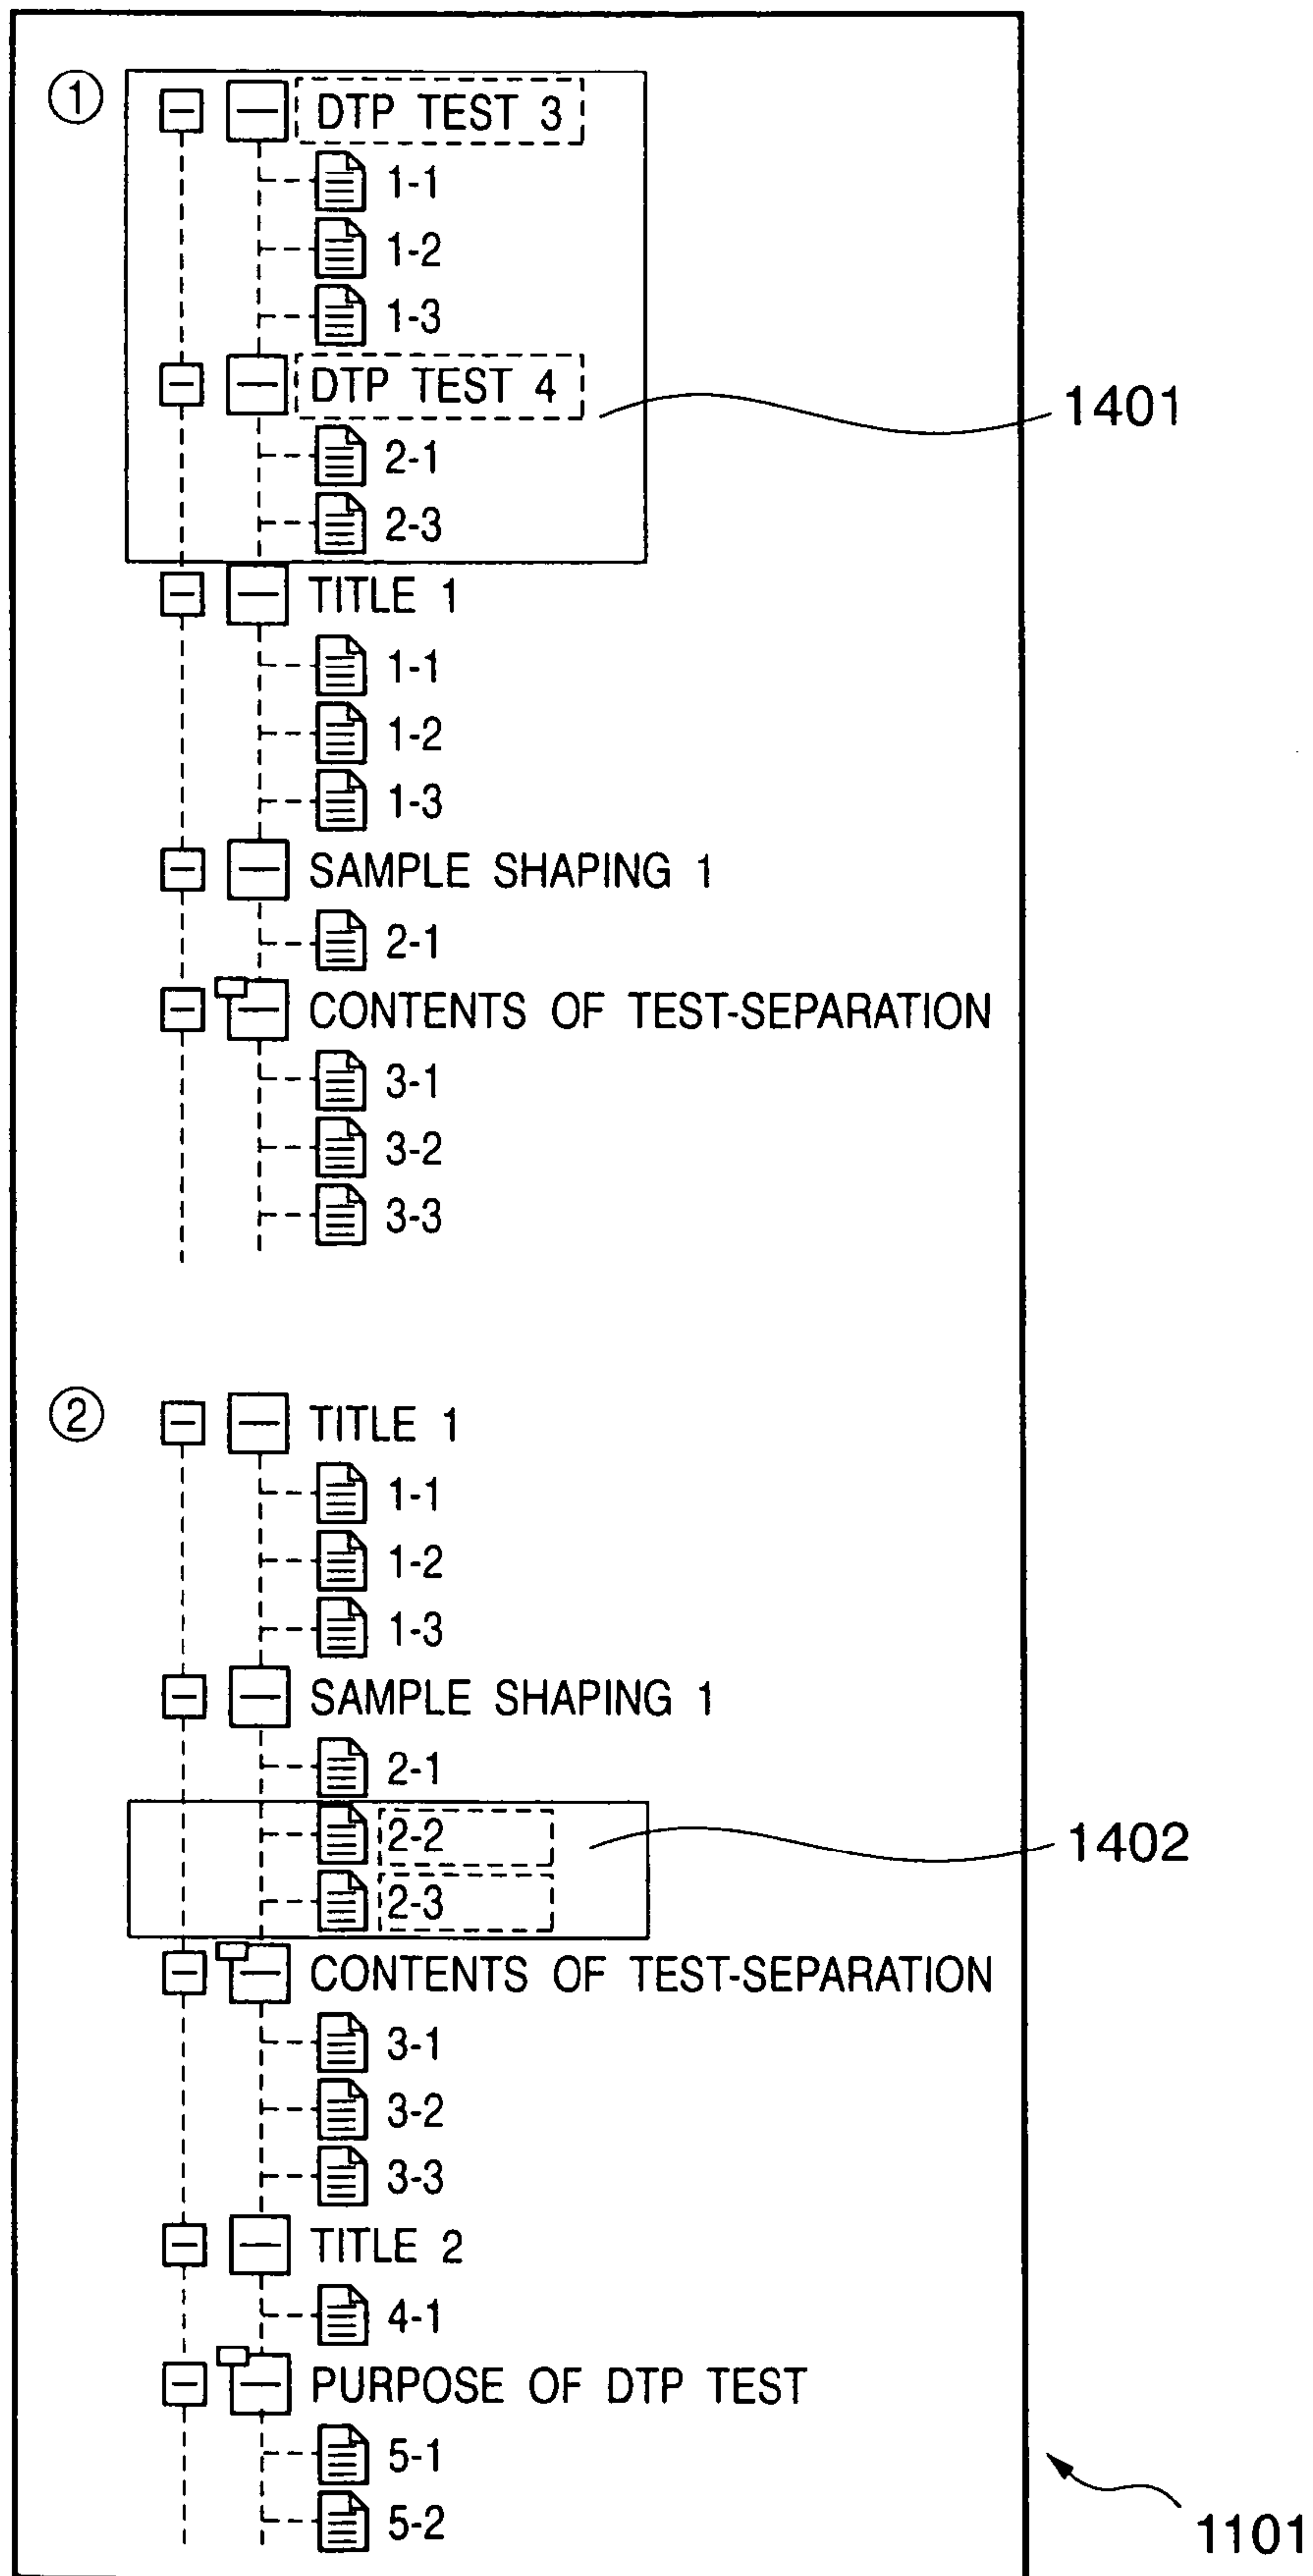 ① DTP TEST 3
1-1
1-2
1-3
DTP TEST 4
1401
2-1
2-3
TITLE 1
1-1
1-2
1-3
SAMPLE SHAPING 1
2-1
CONTENTS OF TEST-SEPARATION
3-1
3-2
3-3
② TITLE 1
1-1
1-2
1-3
SAMPLE SHAPING 1
2-1
2-2
1402
2-3
CONTENTS OF TEST-SEPARATION
3-1
3-2
3-3
TITLE 2
4-1
PURPOSE OF DTP TEST
5-1
5-2
1101